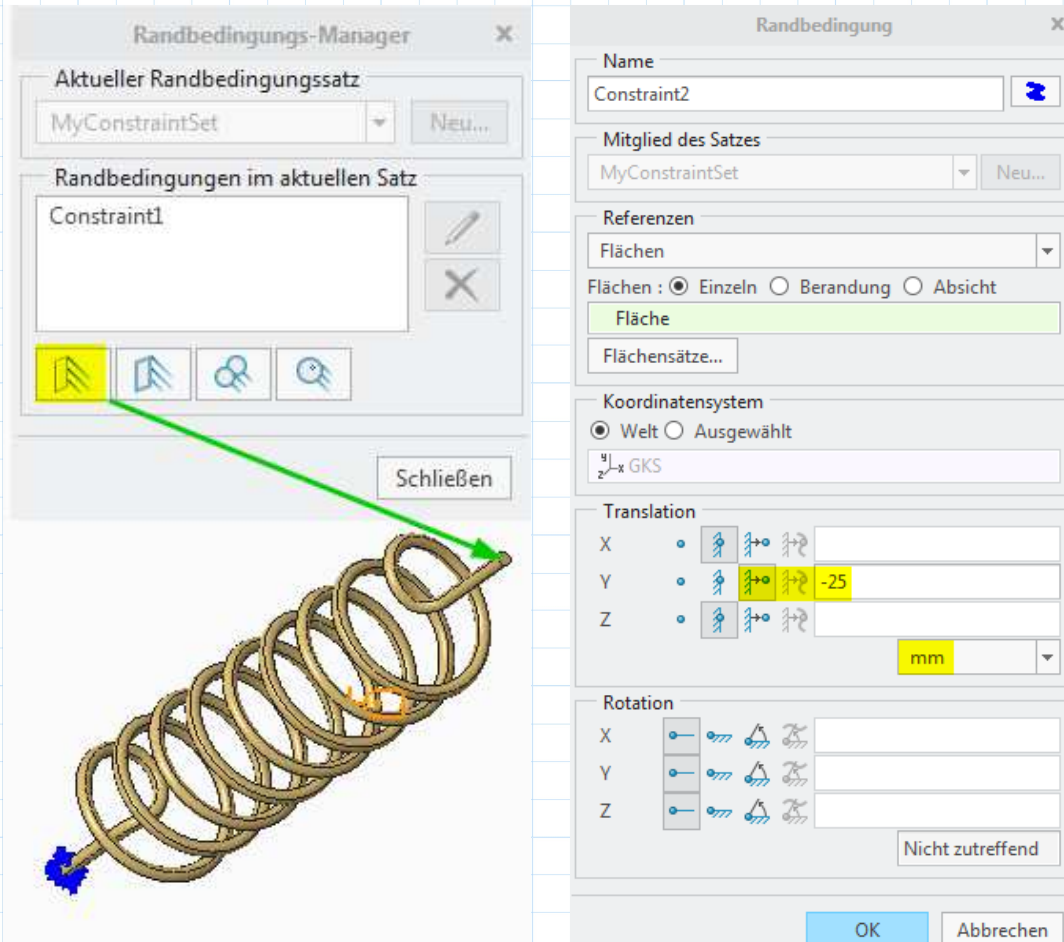 Randbedingungs-Manager
Aktueller Randbedingungssatz
MyConstraintSet
Neu...
Randbedingungen im aktuellen Satz
Constraint1
Schließen
Randbedingung
Name
Constraint2
Mitglied des Satzes
MyConstraintSet
Neu...
Referenzen
Flächen
Flächen : Einzeln Berandung Absicht
Fläche
Flächensätze...
Koordinatensystem
Welt Ausgewählt
y z x GKS
Translation
X
Y -25
Z
mm
Rotation
X
Y
Z
Nicht zutreffend
OK Abbrechen